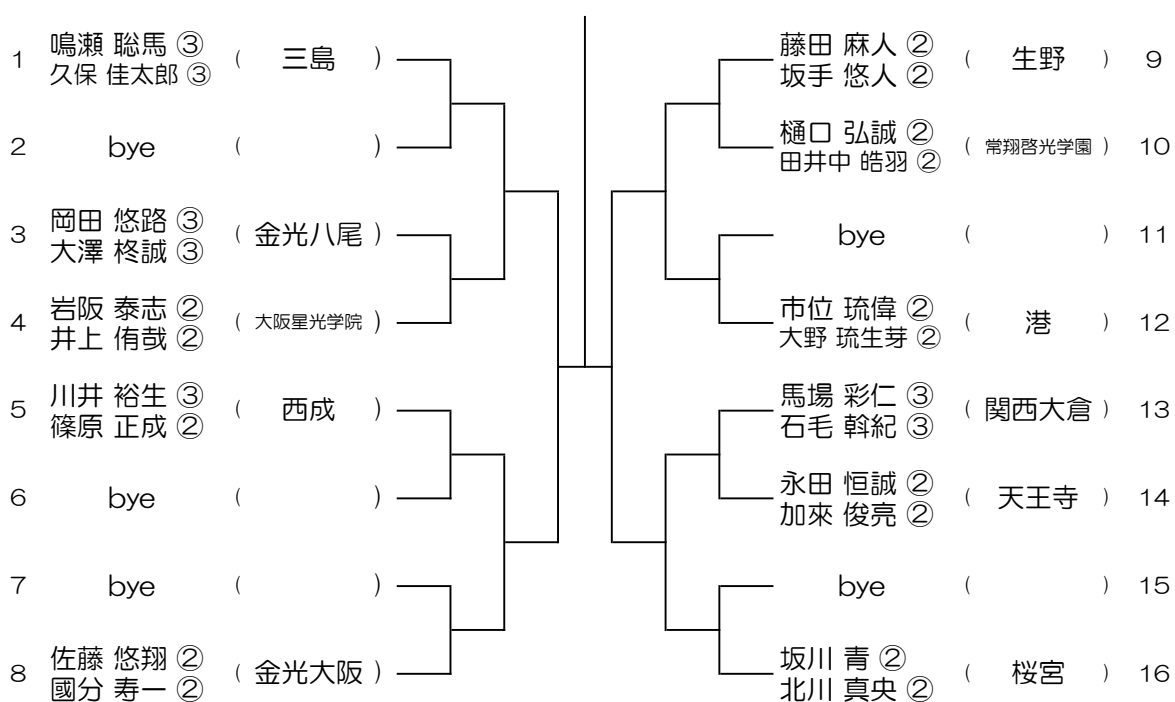 1 鳴瀬 聡馬 ③ ( 三島 )
久保 佳太郎 ③
2 bye ( )
3 岡田 悠路 ③ ( 金光八尾 )
大澤 柊誠 ③
4 岩阪 泰志 ② ( 大阪星光学院 )
井上 侑哉 ②
5 川井 裕生 ③ ( 西成 )
篠原 正成 ②
6 bye ( )
7 bye ( )
8 佐藤 悠翔 ② ( 金光大阪 )
國分 寿一 ②
藤田 麻人 ② ( 生野 ) 9
坂手 悠人 ②
樋口 弘誠 ② ( 常翔啓光学園 ) 10
田井中 皓羽 ②
bye ( ) 11
市位 琉偉 ② ( 港 ) 12
大野 琉生芽 ②
馬場 彩仁 ③ ( 関西大倉 ) 13
石毛 斡紀 ③
永田 恒誠 ② ( 天王寺 ) 14
加來 俊亮 ②
bye ( ) 15
坂川 青 ② ( 桜宮 ) 16
北川 真央 ②